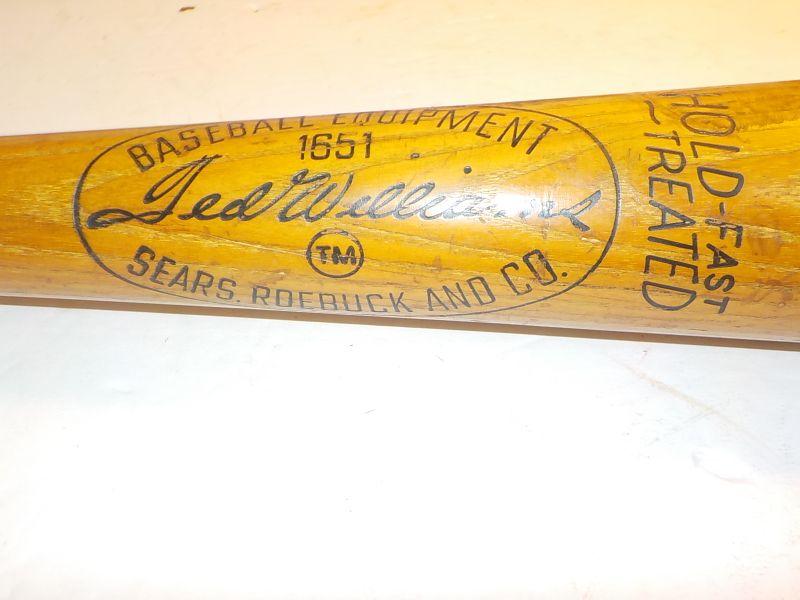 BASEBALL EQUIPMENT
1651
Ted Williams
TM
SEARS, ROEBUCK AND CO.
HOLD-FAST
TREATED